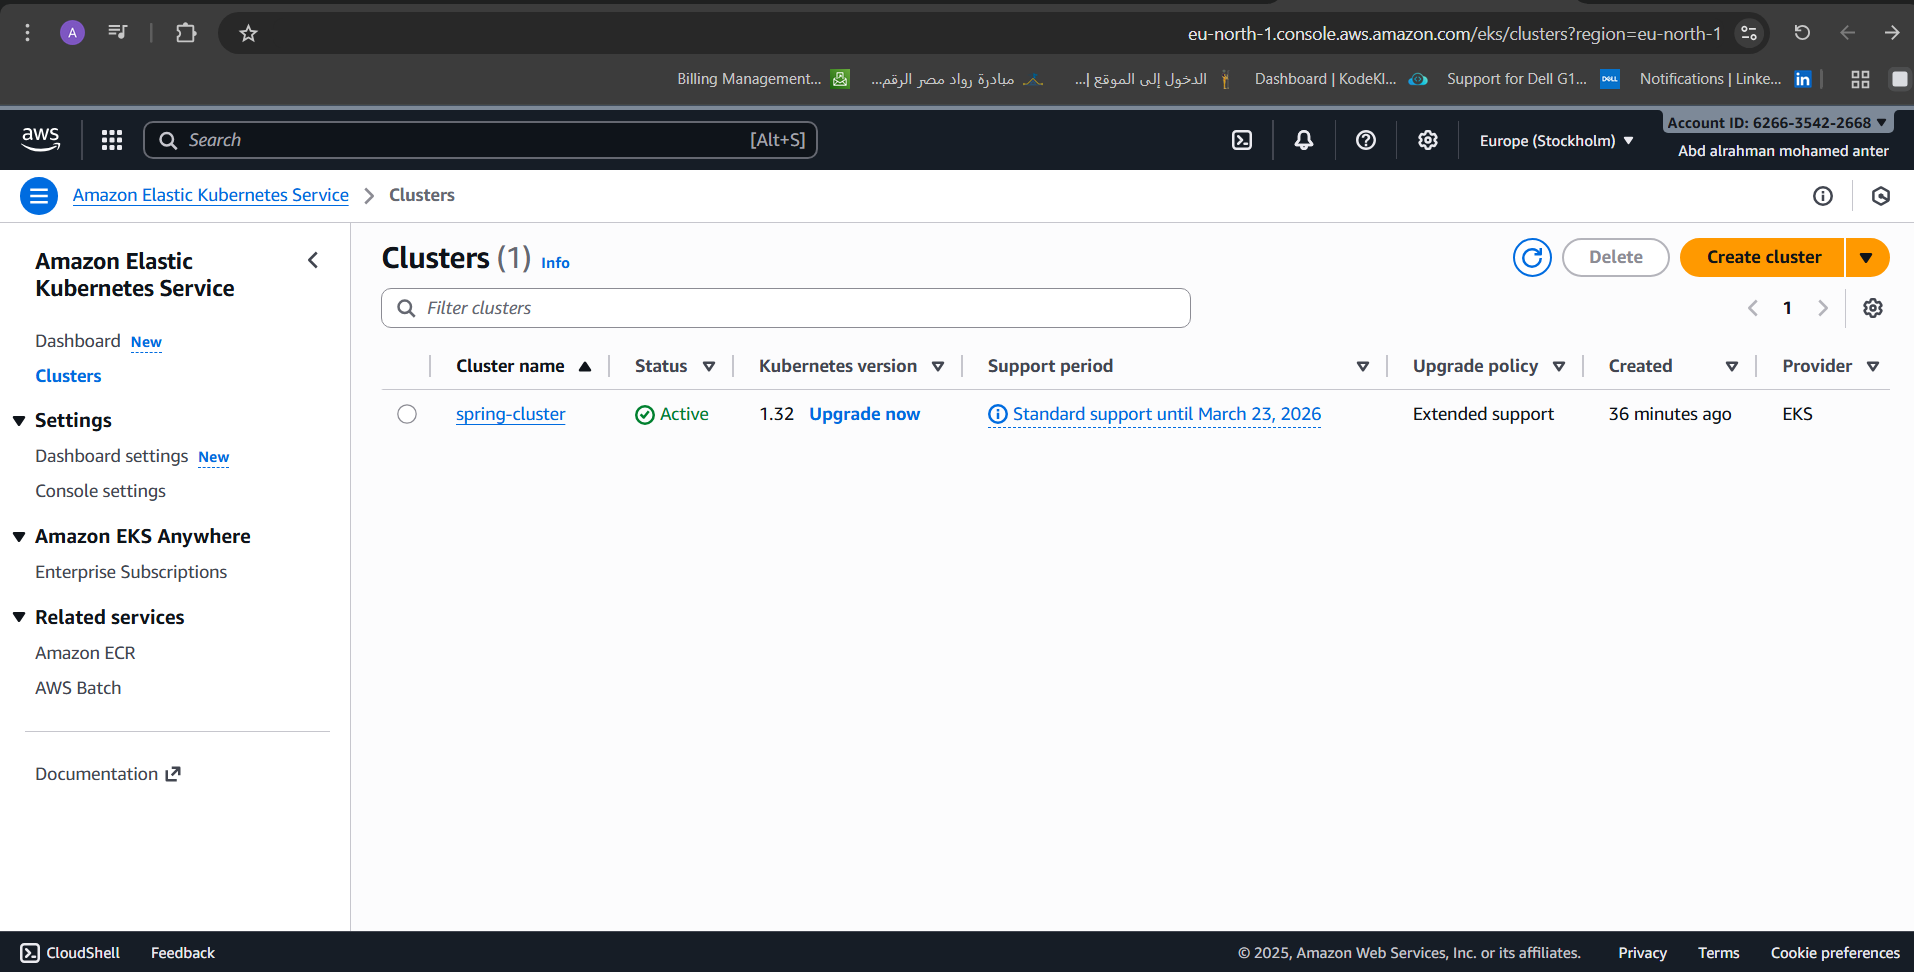 A
eu-north-1.console.aws.amazon.com/eks/clusters?region=eu-north-1
Billing Management...
مبادرة رواد مصر الرقم...
الدخول إلى الموقع |...
Dashboard | KodeKl...
Support for Dell G1...
DELL
Notifications | Linke...
in
aws
Search
[Alt+S]
Europe (Stockholm)
Account ID: 6266-3542-2668
Abd alrahman mohamed anter
Amazon Elastic Kubernetes Service
Clusters
Amazon Elastic
Kubernetes Service
Dashboard New
Clusters
Settings
Dashboard settings New
Console settings
Amazon EKS Anywhere
Enterprise Subscriptions
Related services
Amazon ECR
AWS Batch
Documentation
Clusters (1) Info
Delete
Create cluster
Filter clusters
1
Cluster name Status Kubernetes version Support period Upgrade policy Created Provider
spring-cluster Active 1.32 Upgrade now Standard support until March 23, 2026 Extended support 36 minutes ago EKS
CloudShell Feedback © 2025, Amazon Web Services, Inc. or its affiliates. Privacy Terms Cookie preferences